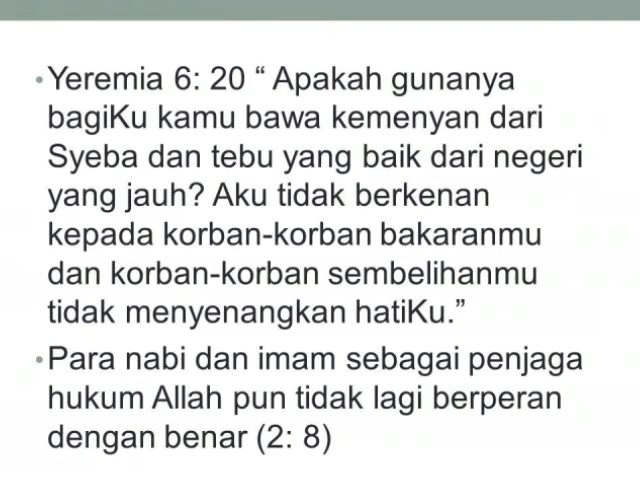 •Yeremia 6: 20 “ Apakah gunanya
bagiKu kamu bawa kemenyan dari
Syeba dan tebu yang baik dari negeri
yang jauh? Aku tidak berkenan
kepada korban-korban bakaranmu
dan korban-korban sembelihanmu
tidak menyenangkan hatiKu.”
•Para nabi dan imam sebagai penjaga
hukum Allah pun tidak lagi berperan
dengan benar (2: 8)